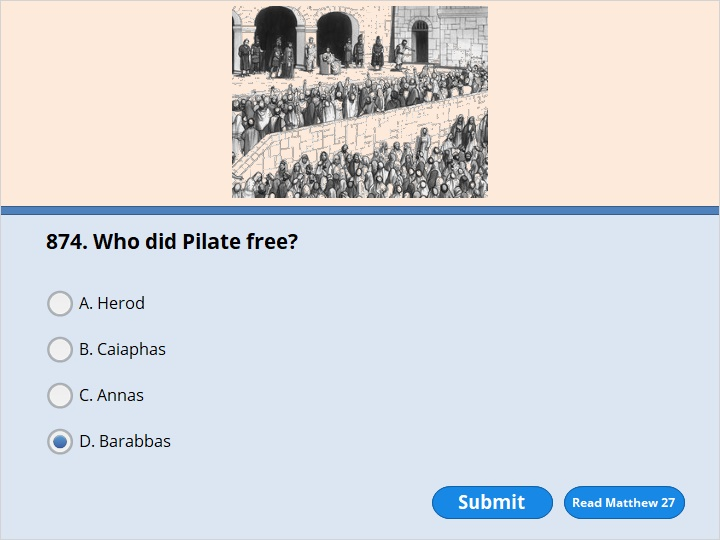 874. Who did Pilate free?
A. Herod
B. Caiaphas
C. Annas
D. Barabbas
Submit
Read Matthew 27